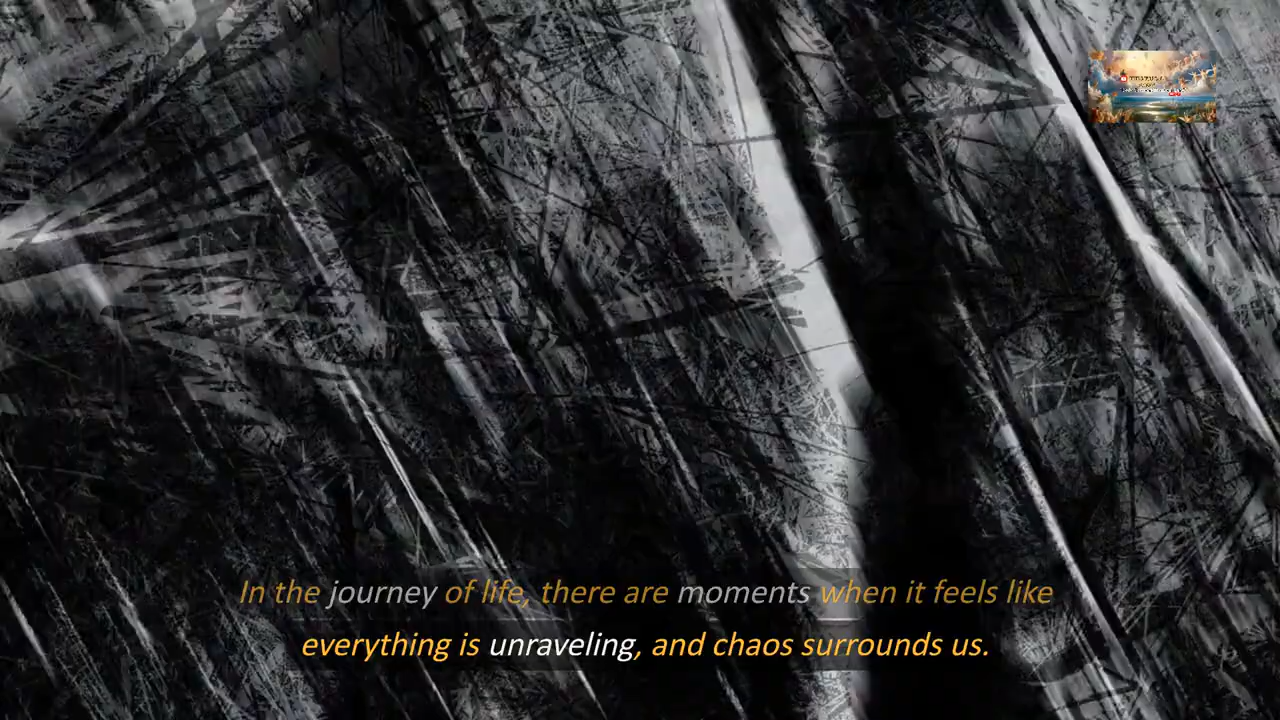 In the journey of life, there are moments when it feels like
everything is unraveling, and chaos surrounds us.